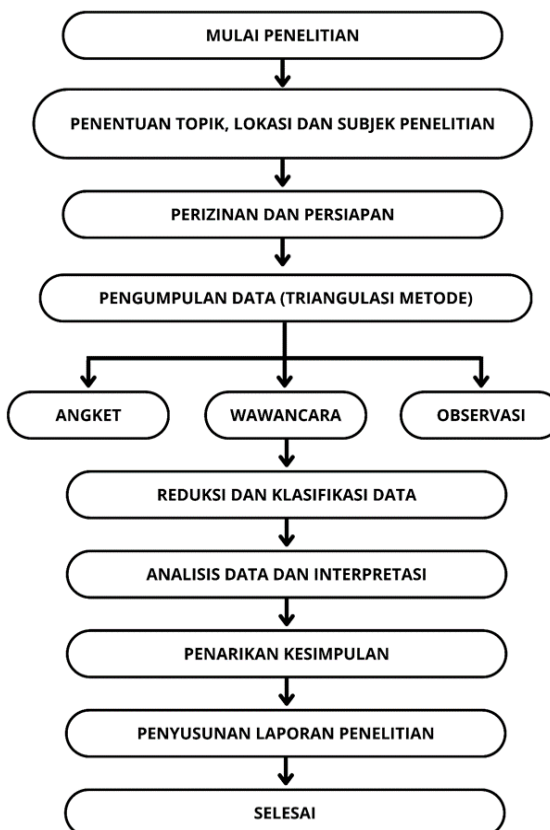 MULAI PENELITIAN
PENENTUAN TOPIK, LOKASI DAN SUBJEK PENELITIAN
PERIZINAN DAN PERSIAPAN
PENGUMPULAN DATA (TRIANGULASI METODE)
ANGKET
WAWANCARA
OBSERVASI
REDUKSI DAN KLASIFIKASI DATA
ANALISIS DATA DAN INTERPRETASI
PENARIKAN KESIMPULAN
PENYUSUNAN LAPORAN PENELITIAN
SELESAI